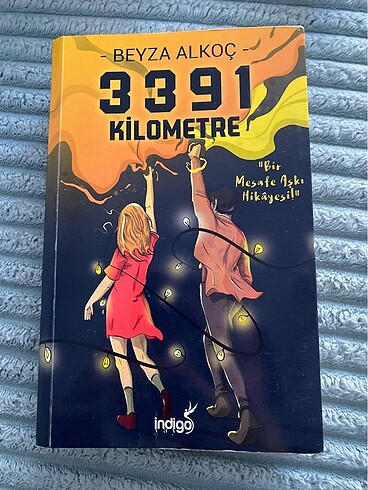 - BEYZA ALKOÇ -
3391
KİLOMETRE
"Bir
Mesafe Aşkı
Hikâyesi!"
indigo